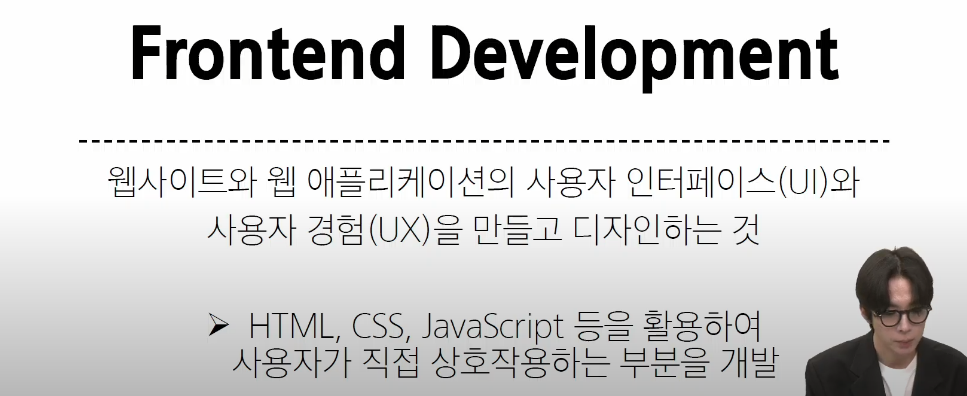 Frontend Development
웹사이트와 웹 애플리케이션의 사용자 인터페이스(UI)와
사용자 경험(UX)을 만들고 디자인하는 것
➢ HTML, CSS, JavaScript 등을 활용하여
사용자가 직접 상호작용하는 부분을 개발